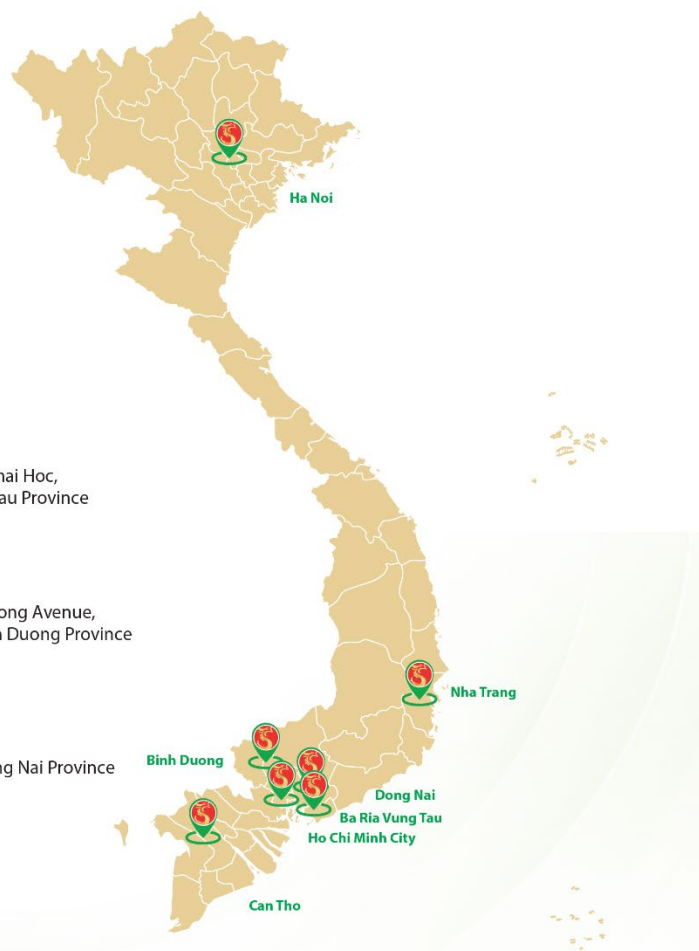 Ha Noi
hai Hoc,
au Province
ong Avenue,
Duong Province
Nha Trang
Binh Duong
ng Nai Province
Dong Nai
Ba Ria Vung Tau
Ho Chi Minh City
Can Tho